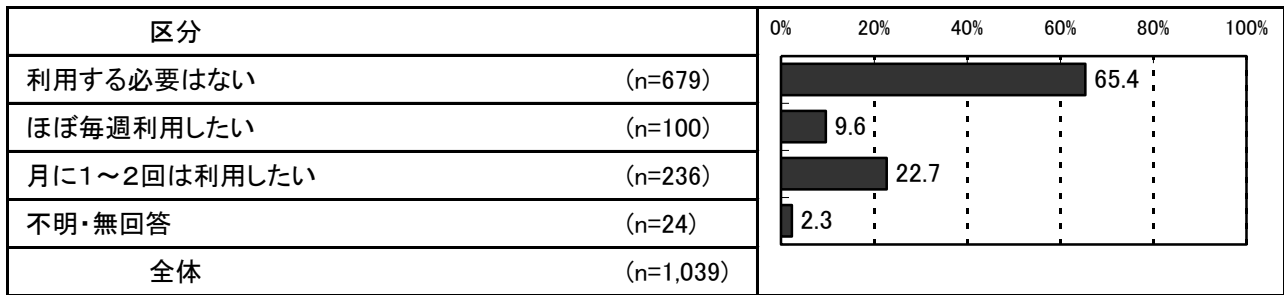 区分
0% 20% 40% 60% 80% 100%
利用する必要はない (n=679) 65.4
ほぼ毎週利用したい (n=100) 9.6
月に1～2回は利用したい (n=236) 22.7
不明・無回答 (n=24) 2.3
全体 (n=1,039)